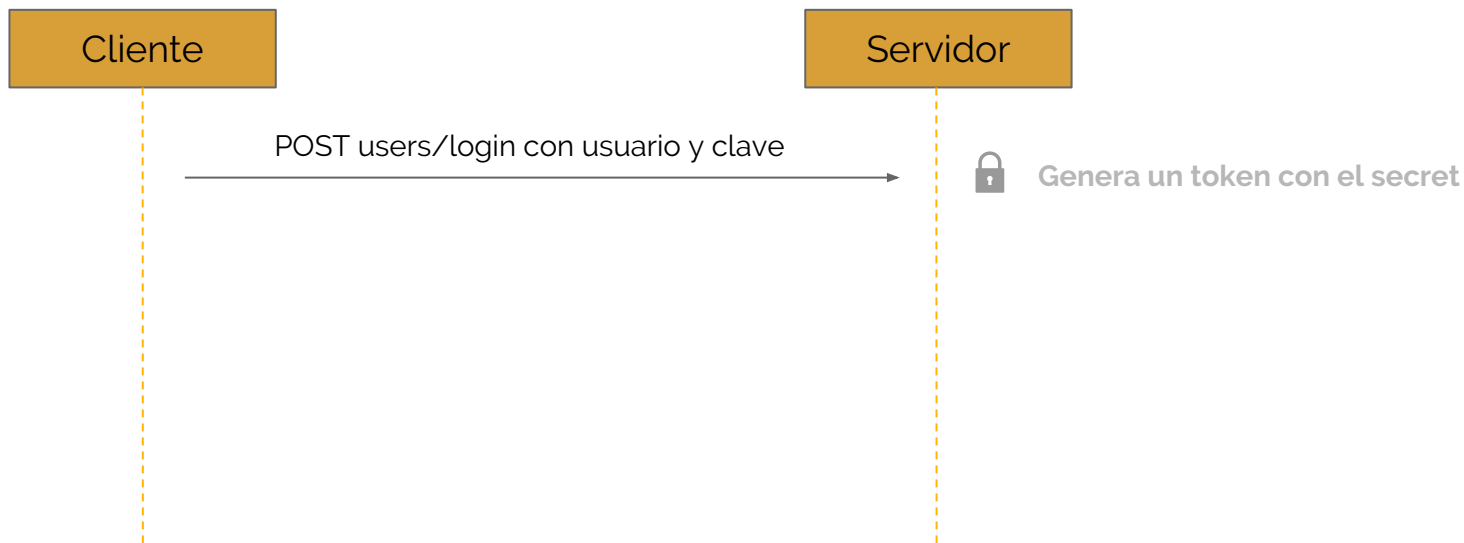 Cliente
Servidor
POST users/login con usuario y clave
Genera un token con el secret